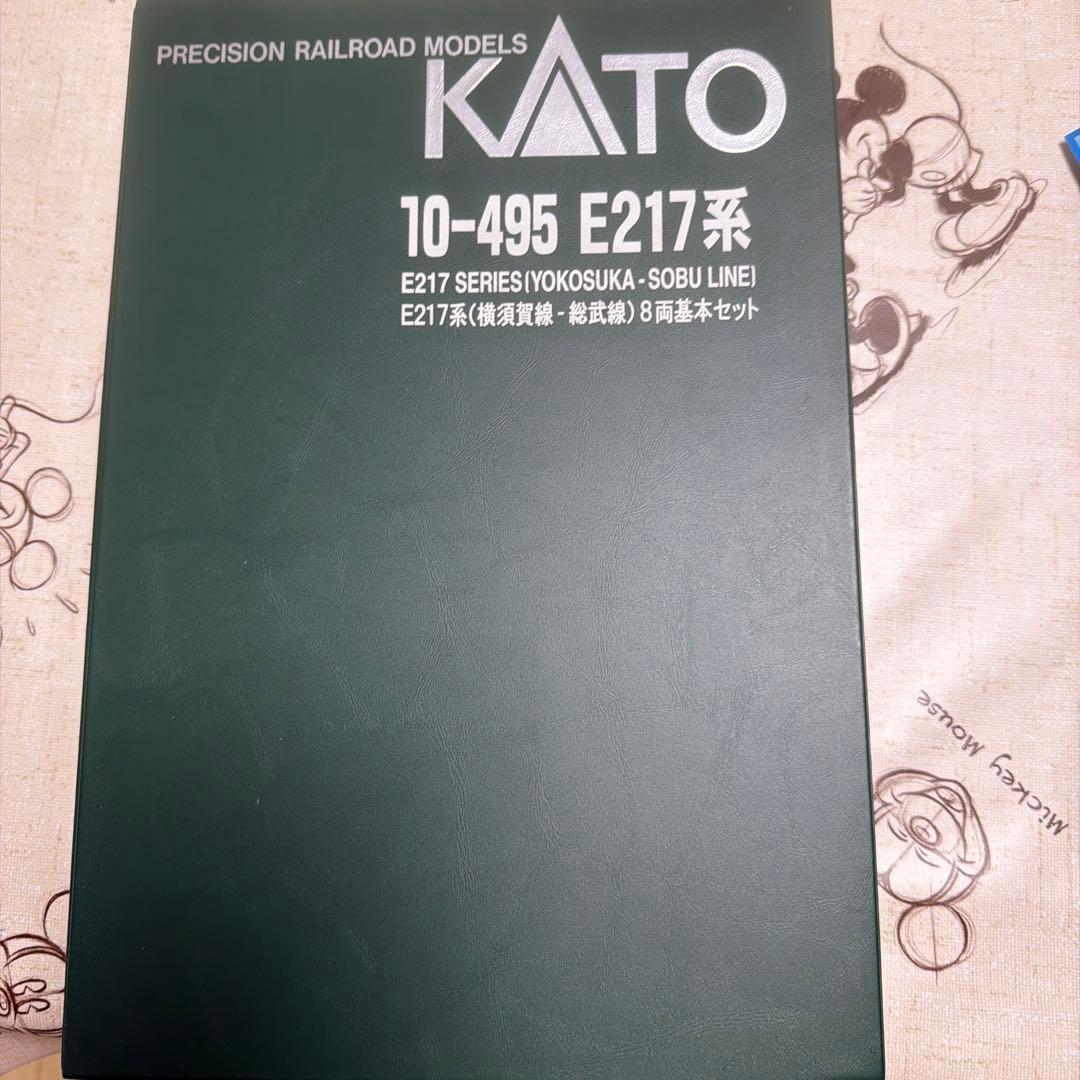 PRECISION RAILROAD MODELS
KATO
10-495 E217系
E217 SERIES(YOKOSUKA-SOBU LINE)
E217系(横須賀線-総武線)8両基本セット
Mickey Mouse